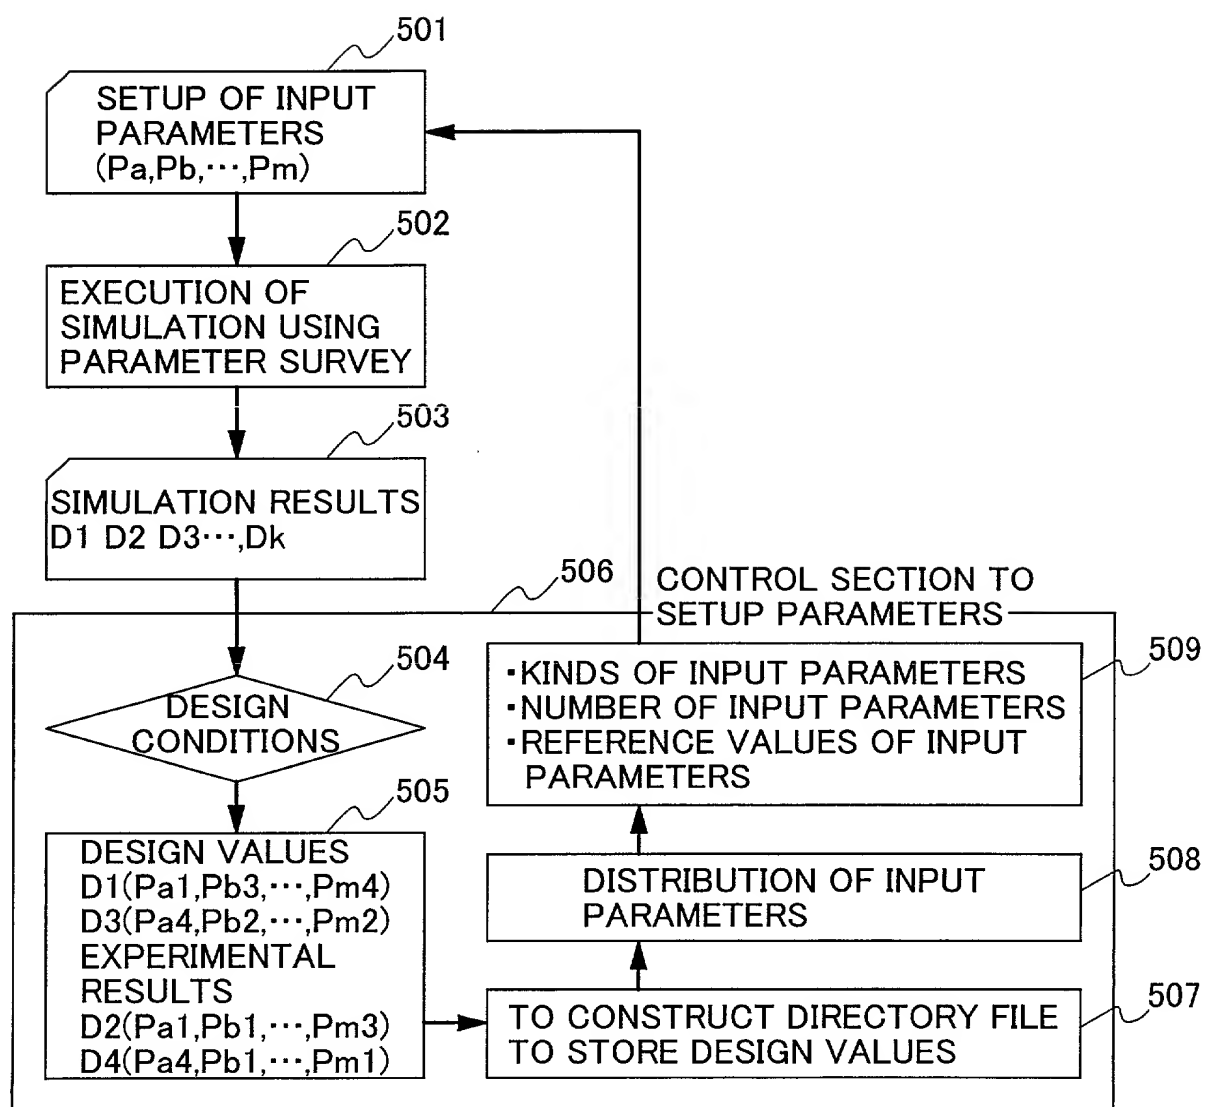 501
SETUP OF INPUT
PARAMETERS
(Pa,Pb,···,Pm)
502
EXECUTION OF
SIMULATION USING
PARAMETER SURVEY
503
SIMULATION RESULTS
D1 D2 D3···,Dk
506
CONTROL SECTION TO
SETUP PARAMETERS
504
DESIGN
CONDITIONS
505
DESIGN VALUES
D1(Pa1,Pb3,···,Pm4)
D3(Pa4,Pb2,···,Pm2)
EXPERIMENTAL
RESULTS
D2(Pa1,Pb1,···,Pm3)
D4(Pa4,Pb1,···,Pm1)
509
·KINDS OF INPUT PARAMETERS
·NUMBER OF INPUT PARAMETERS
·REFERENCE VALUES OF INPUT
PARAMETERS
508
DISTRIBUTION OF INPUT
PARAMETERS
507
TO CONSTRUCT DIRECTORY FILE
TO STORE DESIGN VALUES